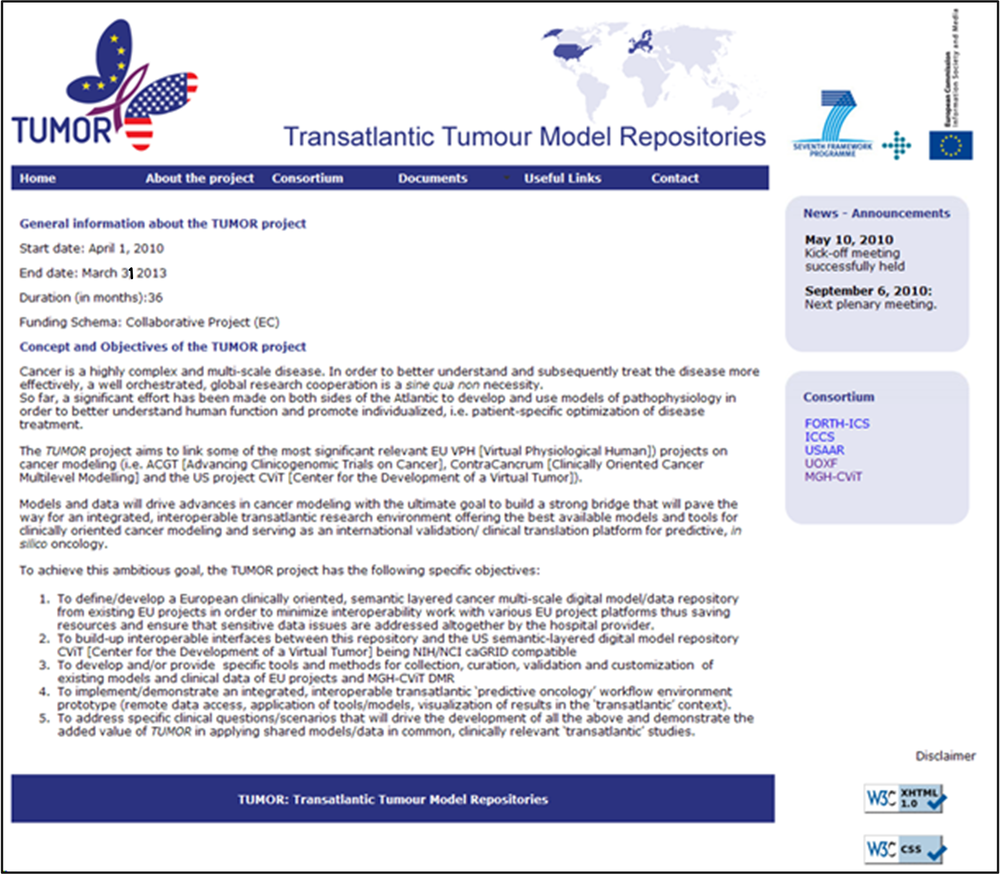 TUMOR
Transatlantic Tumour Model Repositories
SEVENTH FRAMEWORK
PROGRAMME
European Commission
Information Society and Media
Home About the project Consortium Documents Useful Links Contact
General information about the TUMOR project
Start date: April 1, 2010
End date: March 31 2013
Duration (in months):36
Funding Schema: Collaborative Project (EC)
Concept and Objectives of the TUMOR project
Cancer is a highly complex and multi-scale disease. In order to better understand and subsequently treat the disease more
effectively, a well orchestrated, global research cooperation is a sine qua non necessity.
So far, a significant effort has been made on both sides of the Atlantic to develop and use models of pathophysiology in
order to better understand human function and promote individualized, i.e. patient-specific optimization of disease
treatment.
The TUMOR project aims to link some of the most significant relevant EU VPH [Virtual Physiological Human]) projects on
cancer modeling (i.e. ACGT [Advancing Clinicogenomic Trials on Cancer], ContraCancrum [Clinically Oriented Cancer
Multilevel Modelling] and the US project CViT [Center for the Development of a Virtual Tumor]).
Models and data will drive advances in cancer modeling with the ultimate goal to build a strong bridge that will pave the
way for an integrated, interoperable transatlantic research environment offering the best available models and tools for
clinically oriented cancer modeling and serving as an international validation/ clinical translation platform for predictive, in
silico oncology.
To achieve this ambitious goal, the TUMOR project has the following specific objectives:
1. To define/develop a European clinically oriented, semantic layered cancer multi-scale digital model/data repository
from existing EU projects in order to minimize interoperability work with various EU project platforms thus saving
resources and ensure that sensitive data issues are addressed altogether by the hospital provider.
2. To build-up interoperable interfaces between this repository and the US semantic-layered digital model repository
CViT [Center for the Development of a Virtual Tumor] being NIH/NCI caGRID compatible
3. To develop and/or provide specific tools and methods for collection, curation, validation and customization of
existing models and clinical data of EU projects and MGH-CViT DMR
4. To implement/demonstrate an integrated, interoperable transatlantic 'predictive oncology' workflow environment
prototype (remote data access, application of tools/models, visualization of results in the 'transatlantic' context).
5. To address specific clinical questions/scenarios that will drive the development of all the above and demonstrate the
added value of TUMOR in applying shared models/data in common, clinically relevant 'transatlantic' studies.
News - Announcements
May 10, 2010
Kick-off meeting
successfully held
September 6, 2010:
Next plenary meeting.
Consortium
FORTH-ICS
ICCS
USAAR
UOXF
MGH-CViT
Disclaimer
TUMOR: Transatlantic Tumour Model Repositories
W3C XHTML
1.0
W3C CSS